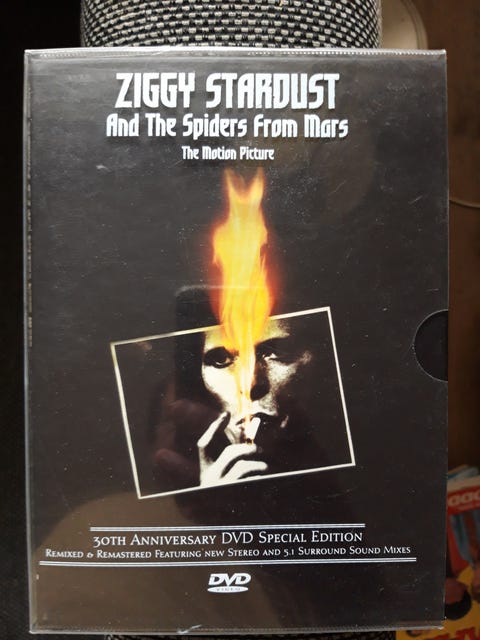 ZIGGY STARDUST
And The Spiders From Mars
The Motion Picture
30TH ANNIVERSARY DVD SPECIAL EDITION
REMIXED & REMASTERED FEATURING NEW STEREO AND 5.1 SURROUND SOUND MIXES
DVD
VIDEO